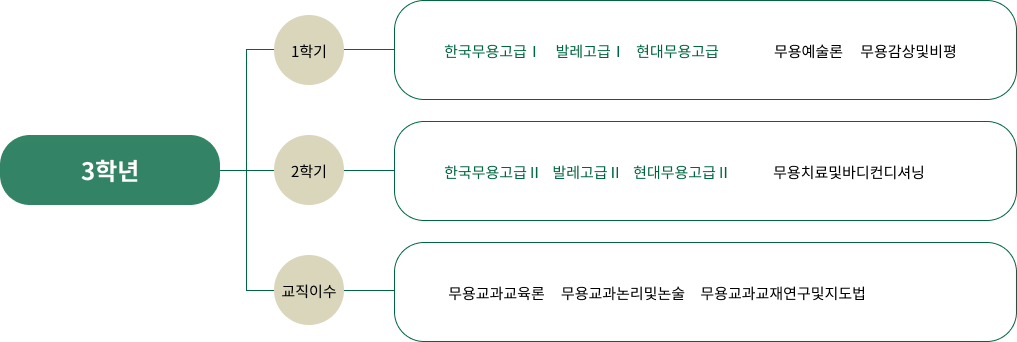 3학년
1학기
한국무용고급 Ⅰ 발레고급 Ⅰ 현대무용고급 무용예술론 무용감상및비평
2학기
한국무용고급 Ⅱ 발레고급 Ⅱ 현대무용고급 Ⅱ 무용치료및바디컨디셔닝
교직이수
무용교과교육론 무용교과논리및논술 무용교과교재연구및지도법